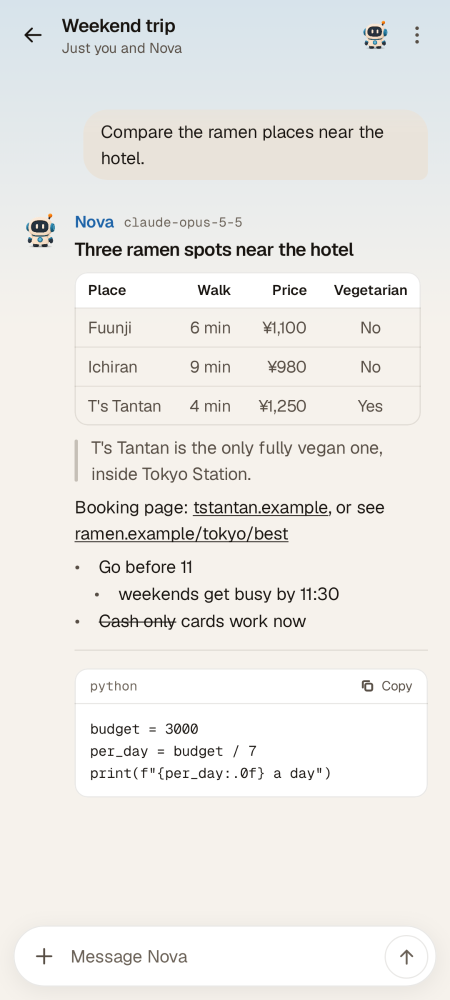 Weekend trip
Just you and Nova
Compare the ramen places near the
hotel.
Nova claude-opus-5-5
Three ramen spots near the hotel
Place Walk Price Vegetarian
Fuunji 6 min ¥1,100 No
Ichiran 9 min ¥980 No
T's Tantan 4 min ¥1,250 Yes
T's Tantan is the only fully vegan one,
inside Tokyo Station.
Booking page: tstantan.example, or see
ramen.example/tokyo/best
• Go before 11
• weekends get busy by 11:30
• Cash only cards work now
python Copy
budget = 3000
per_day = budget / 7
print(f"{per_day:.0f} a day")
Message Nova